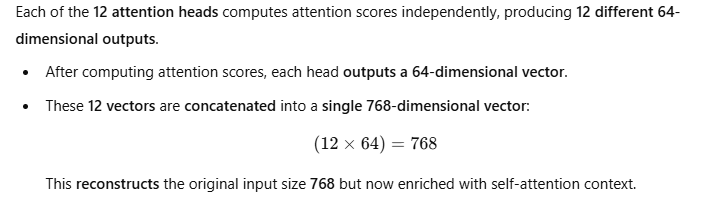 Each of the 12 attention heads computes attention scores independently, producing 12 different 64-
dimensional outputs.
• After computing attention scores, each head outputs a 64-dimensional vector.
• These 12 vectors are concatenated into a single 768-dimensional vector:
(12 × 64) = 768
This reconstructs the original input size 768 but now enriched with self-attention context.